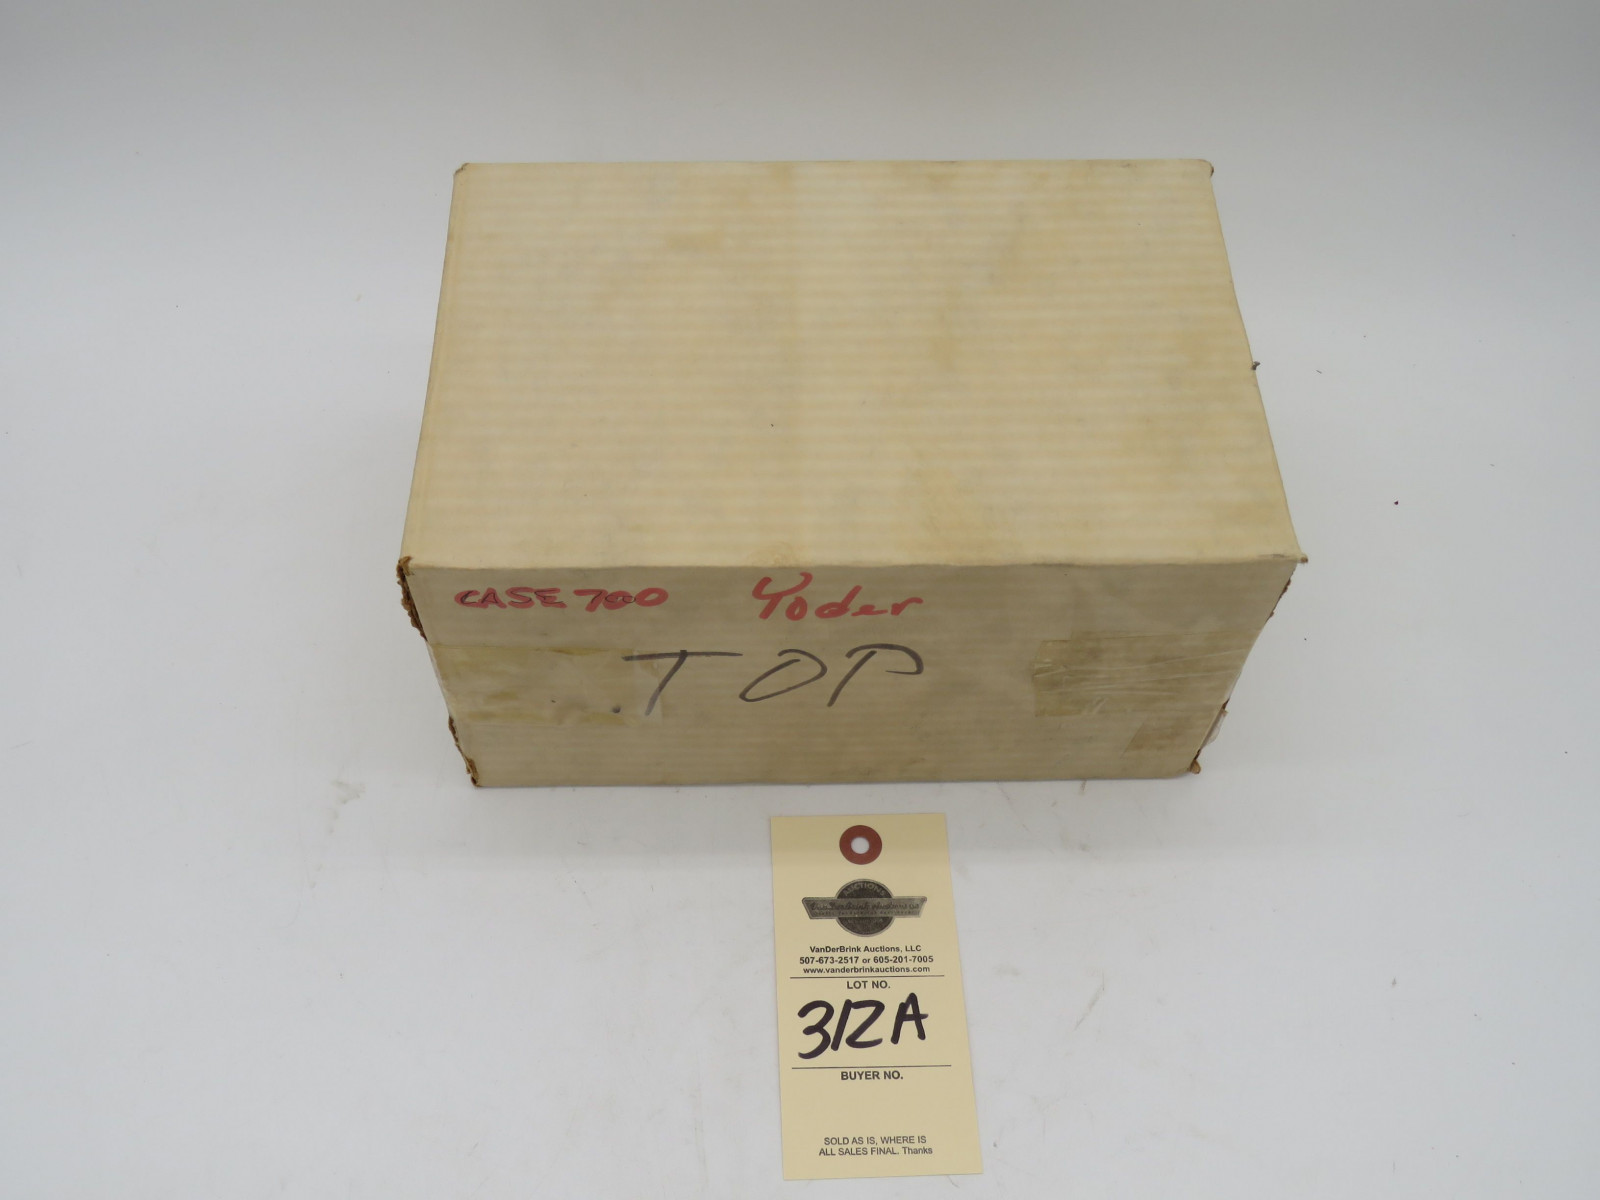 CASE 700 Yoder
TOP
AUCTIONS
VanDerBrink Auctions, LLC
507-673-2517 or 605-201-7005
www.vanderbrinkauctions.com
LOT NO.
312A
BUYER NO.
SOLD AS IS, WHERE IS
ALL SALES FINAL. Thanks